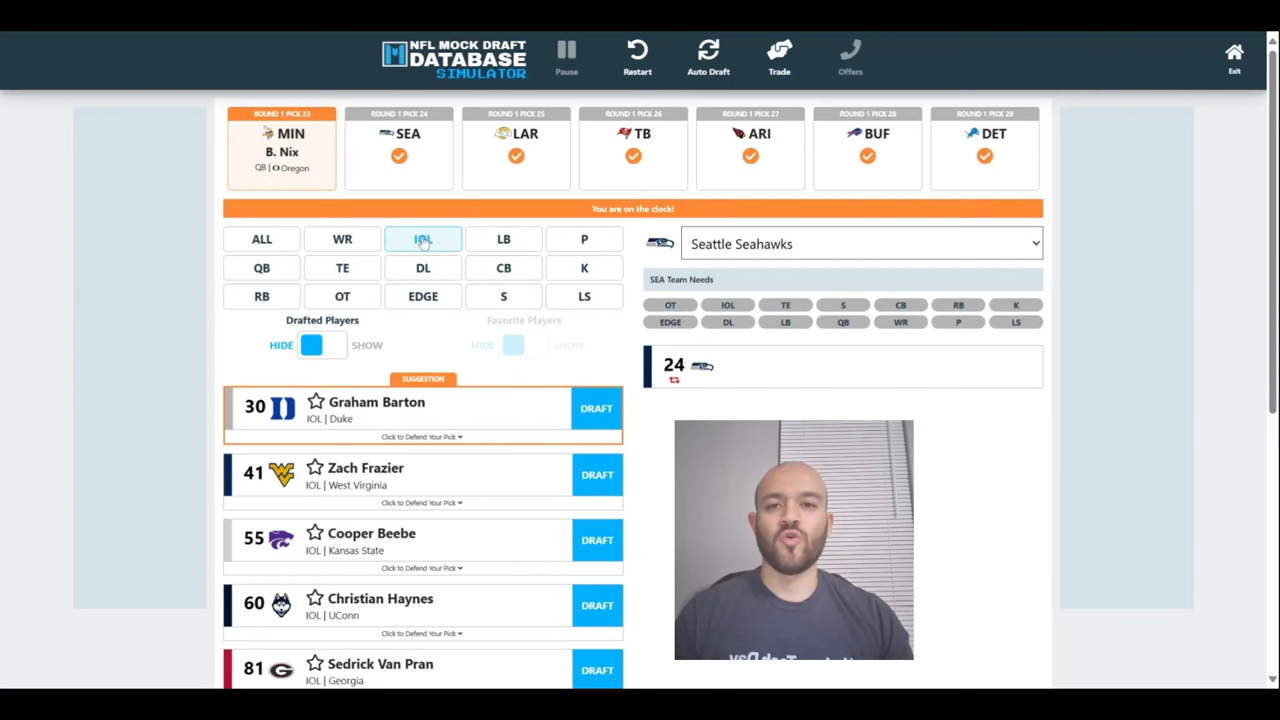 NFL MOCK DRAFT
DATABASE
SIMULATOR
Pause
Restart
Auto Draft
Trade
Offers
Exit
ROUND 1 PICK 23
MIN
B. Nix
QB | Oregon
ROUND 1 PICK 24
SEA
ROUND 1 PICK 25
LAR
ROUND 1 PICK 26
TB
ROUND 1 PICK 27
ARI
ROUND 1 PICK 28
BUF
ROUND 1 PICK 29
DET
You are on the clock!
ALL WR IOL LB P
QB TE DL CB K
RB OT EDGE S LS
Drafted Players
HIDE SHOW
Favorite Players
HIDE SHOW
SUGGESTION
30 Graham Barton
IOL | Duke
DRAFT
Click to Defend Your Pick
41 Zach Frazier
IOL | West Virginia
DRAFT
Click to Defend Your Pick
55 Cooper Beebe
IOL | Kansas State
DRAFT
Click to Defend Your Pick
60 Christian Haynes
IOL | UConn
DRAFT
Click to Defend Your Pick
81 Sedrick Van Pran
IOL | Georgia
DRAFT
Seattle Seahawks
SEA Team Needs
OT IOL TE S CB RB K
EDGE DL LB QB WR P LS
24